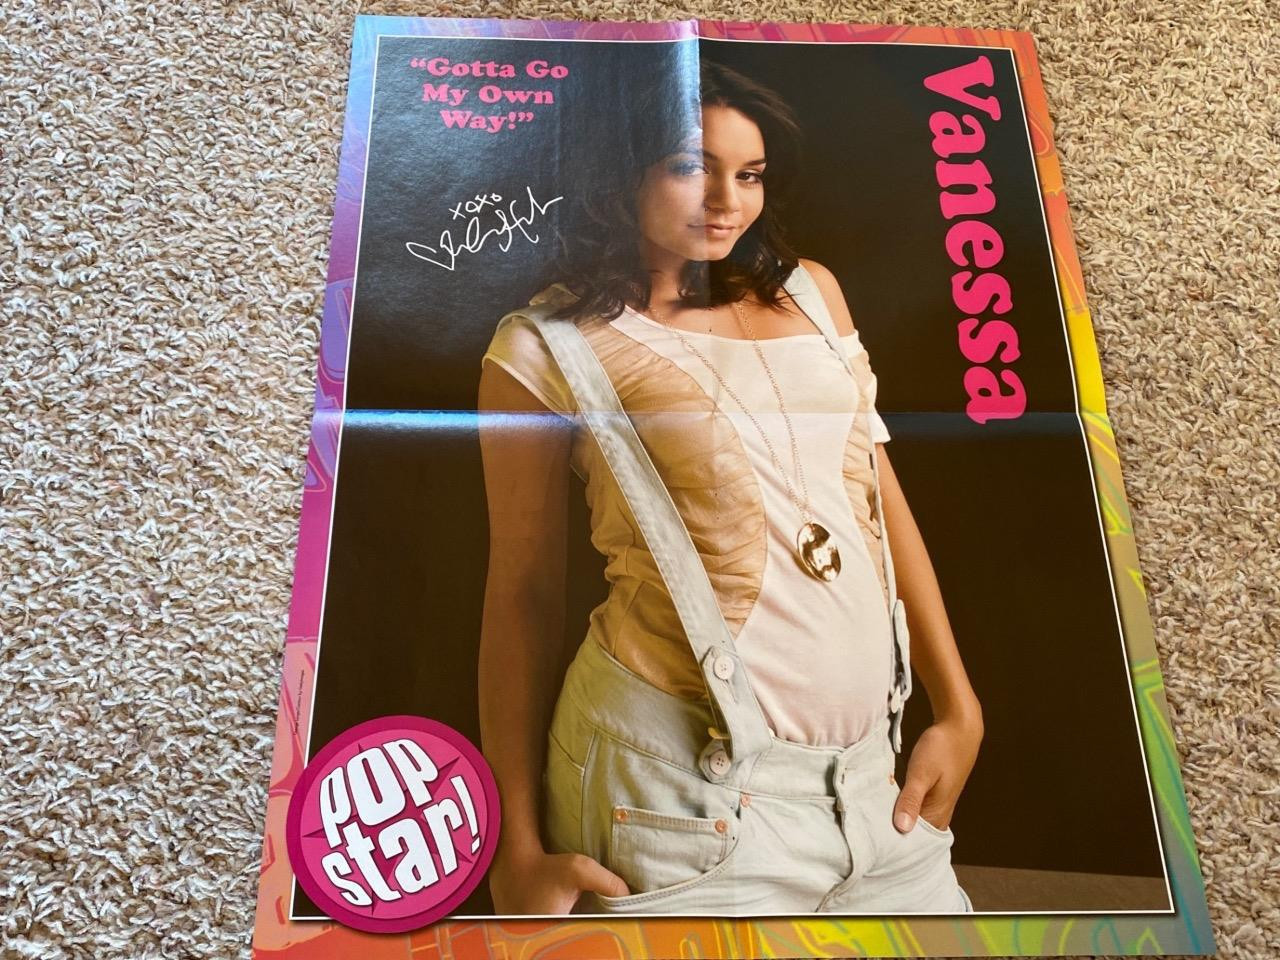 “Gotta Go
My Own
Way!”
xoxo
Vanessa
pop
star!